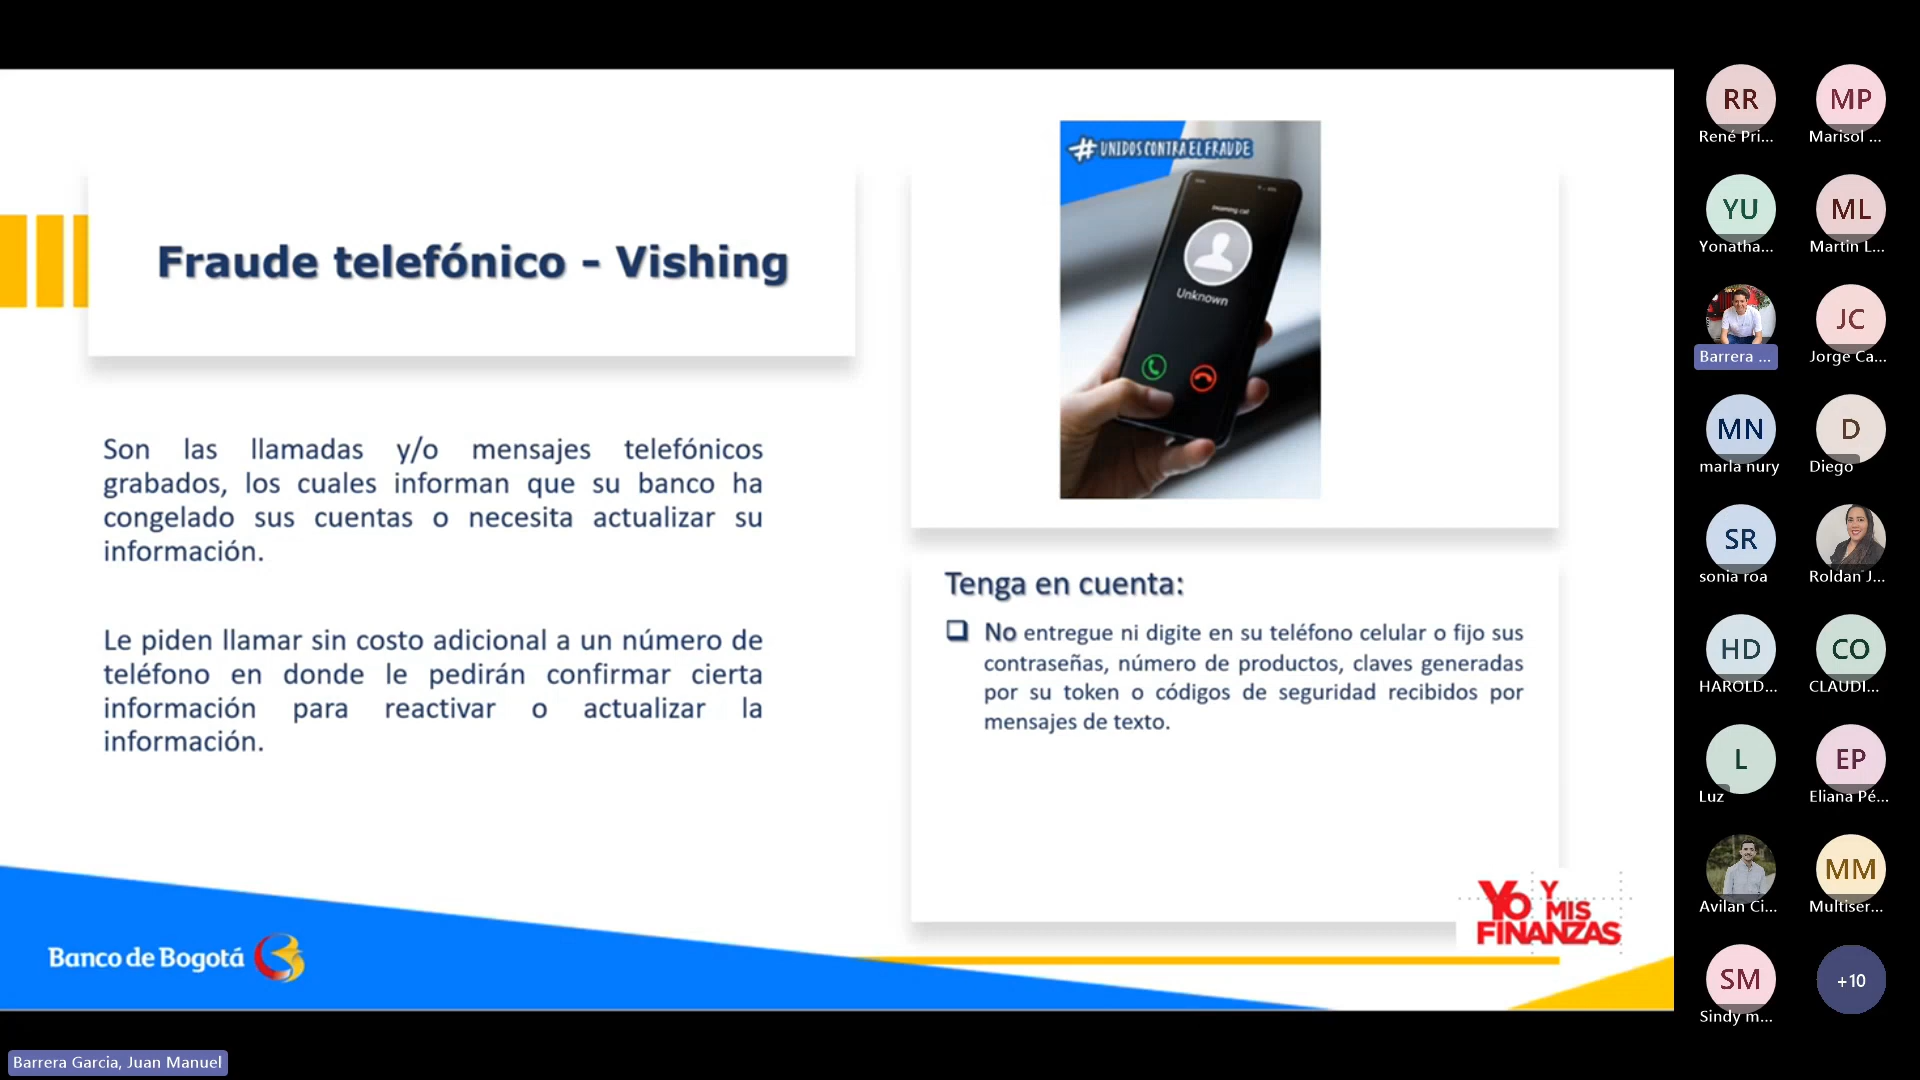 #UNIDOS CONTRA EL FRAUDE
Incoming call
Unknown
Fraude telefónico - Vishing
Son las llamadas y/o mensajes telefónicos
grabados, los cuales informan que su banco ha
congelado sus cuentas o necesita actualizar su
información.
Le piden llamar sin costo adicional a un número de
teléfono en donde le pedirán confirmar cierta
información para reactivar o actualizar la
información.
Tenga en cuenta:
No entregue ni digite en su teléfono celular o fijo sus
contraseñas, número de productos, claves generadas
por su token o códigos de seguridad recibidos por
mensajes de texto.
Banco de Bogotá
Yo Y
MIS
FINANZAS
Barrera Garcia, Juan Manuel
RR
René Pri...
MP
Marisol ...
YU
Yonatha...
ML
Martin L...
Barrera ...
JC
Jorge Ca...
MN
marla nury
D
Diego
SR
sonia roa
Roldan J...
HD
HAROLD...
CO
CLAUDI...
L
Luz
EP
Eliana Pé...
Avilan Ci...
MM
Multiser...
SM
Sindy m...
+10